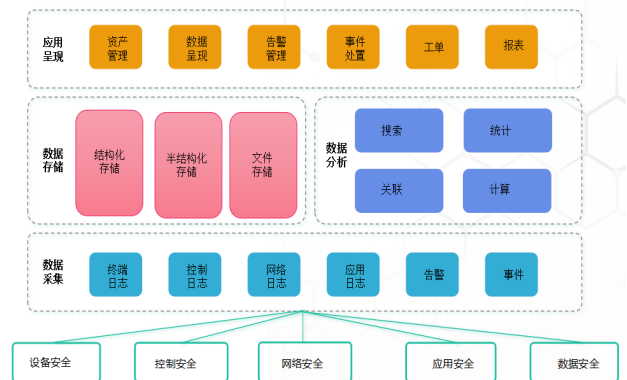 应用
呈现
资产
管理
数据
呈现
告警
管理
事件
处置
工单
报表
数据
存储
结构化
存储
半结构化
存储
文件
存储
数据
分析
搜索
统计
关联
计算
数据
采集
终端
日志
控制
日志
网络
日志
应用
日志
告警
事件
设备安全
控制安全
网络安全
应用安全
数据安全